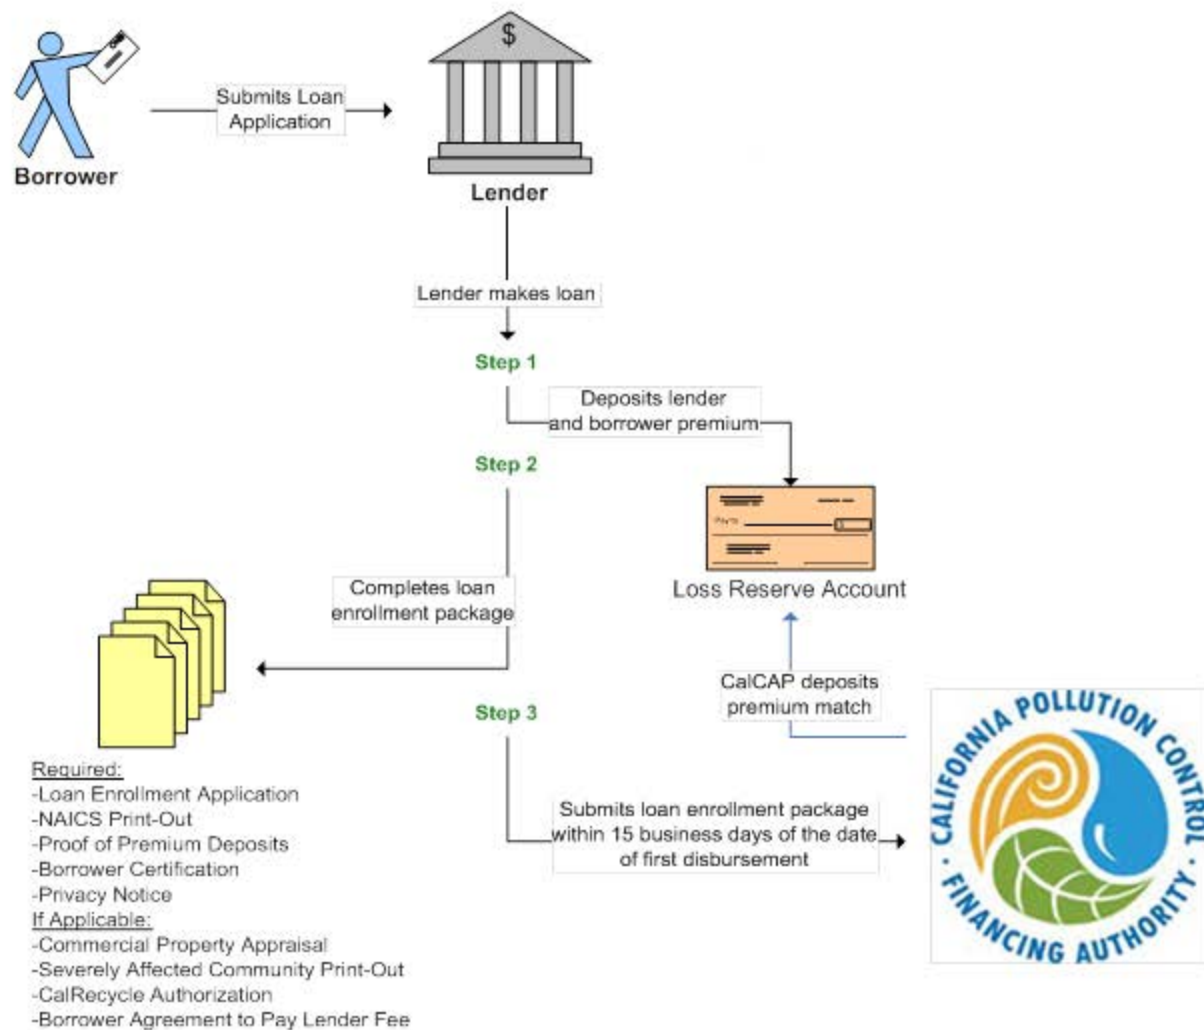 $
Submits Loan
Application
Borrower
Lender
Lender makes loan
Step 1
Deposits lender
and borrower premium
Step 2
Completes loan
enrollment package
Loss Reserve Account
CalCAP deposits
premium match
Step 3
Submits loan enrollment package
within 15 business days of the date
of first disbursement
CALIFORNIA POLLUTION CONTROL
· FINANCING AUTHORITY ·
Required:
-Loan Enrollment Application
-NAICS Print-Out
-Proof of Premium Deposits
-Borrower Certification
-Privacy Notice
If Applicable:
-Commercial Property Appraisal
-Severely Affected Community Print-Out
-CalRecycle Authorization
-Borrower Agreement to Pay Lender Fee